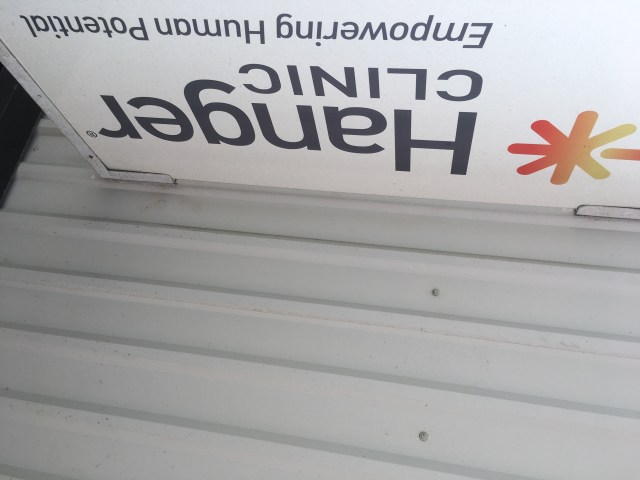 Hanger®
CLINIC
Empowering Human Potential